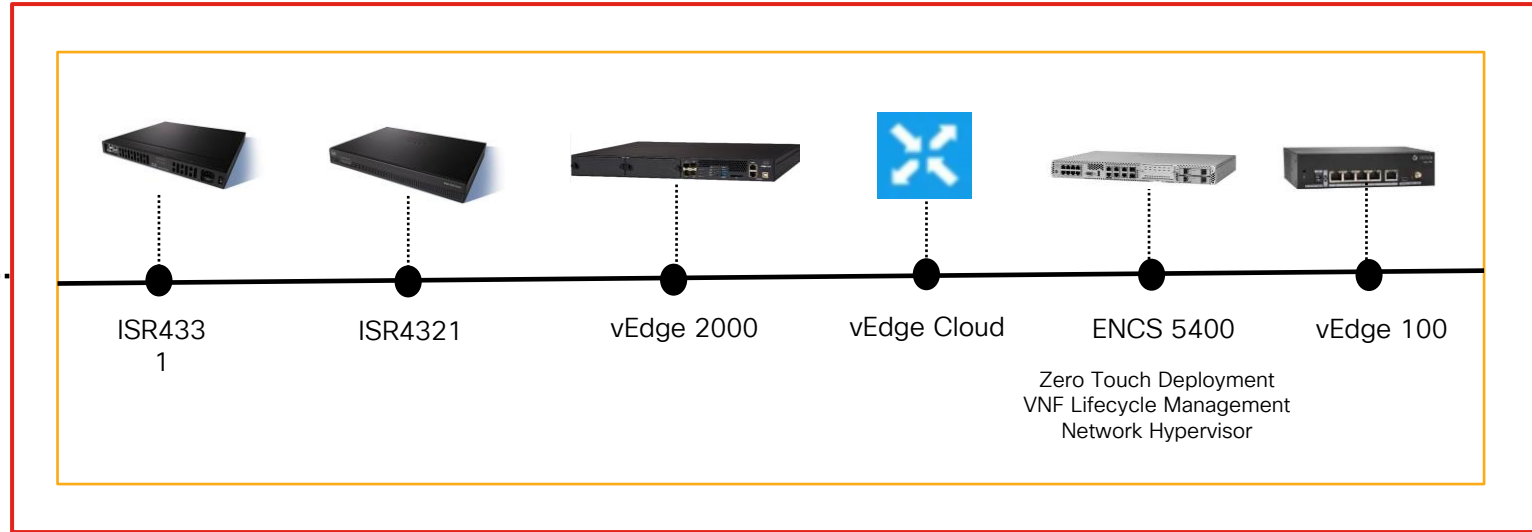 ISR433
1
ISR4321
vEdge 2000
vEdge Cloud
ENCS 5400
vEdge 100
Zero Touch Deployment
VNF Lifecycle Management
Network Hypervisor